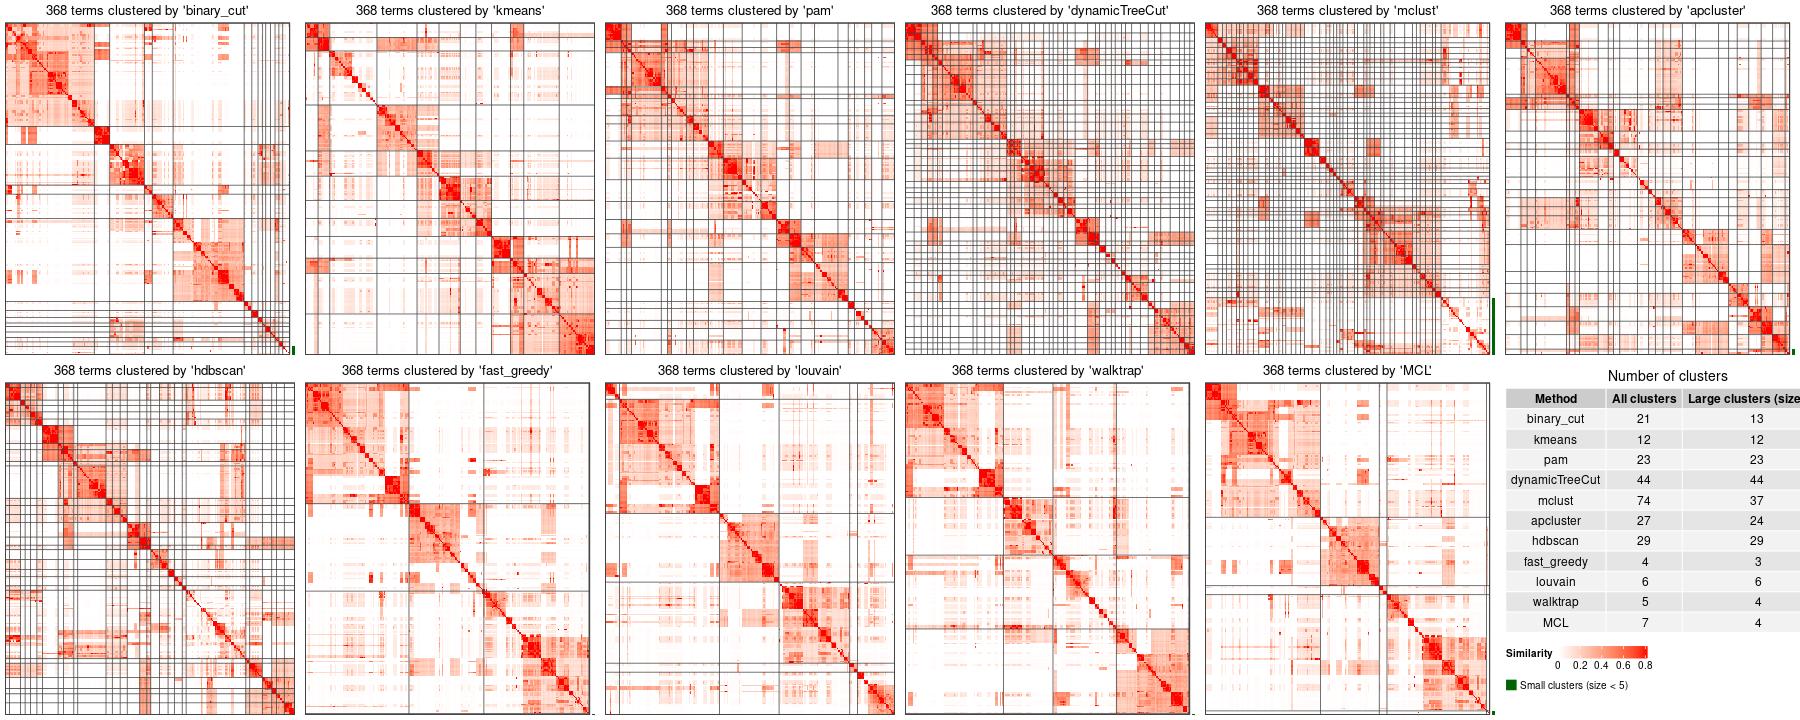 368 terms clustered by 'binary_cut'
368 terms clustered by 'kmeans'
368 terms clustered by 'pam'
368 terms clustered by 'dynamicTreeCut'
368 terms clustered by 'mclust'
368 terms clustered by 'apcluster'
368 terms clustered by 'hdbscan'
368 terms clustered by 'fast_greedy'
368 terms clustered by 'louvain'
368 terms clustered by 'walktrap'
368 terms clustered by 'MCL'
Number of clusters
Method All clusters Large clusters (size
binary_cut 21 13
kmeans 12 12
pam 23 23
dynamicTreeCut 44 44
mclust 74 37
apcluster 27 24
hdbscan 29 29
fast_greedy 4 3
louvain 6 6
walktrap 5 4
MCL 7 4
Similarity
0 0.2 0.4 0.6 0.8
Small clusters (size < 5)